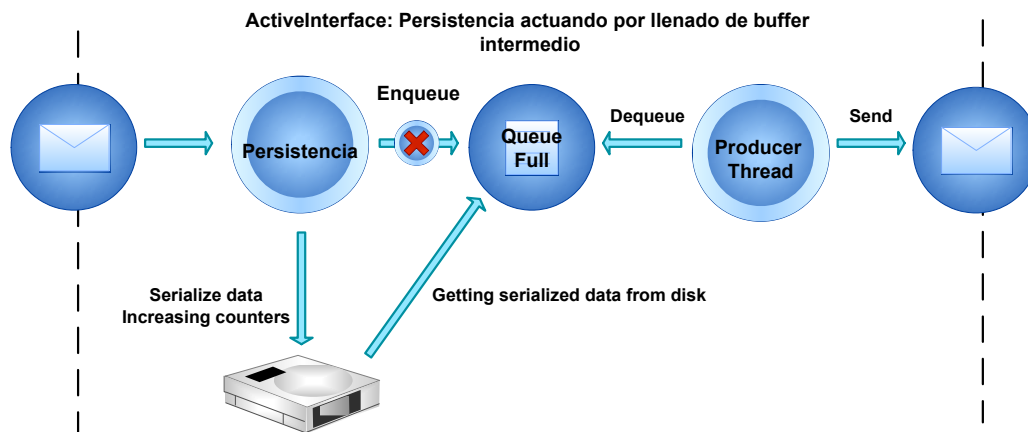 ActiveInterface: Persistencia actuando por llenado de buffer
intermedio
Enqueue
Persistencia
Queue
Full
Dequeue
Producer
Thread
Send
Serialize data
Increasing counters
Getting serialized data from disk